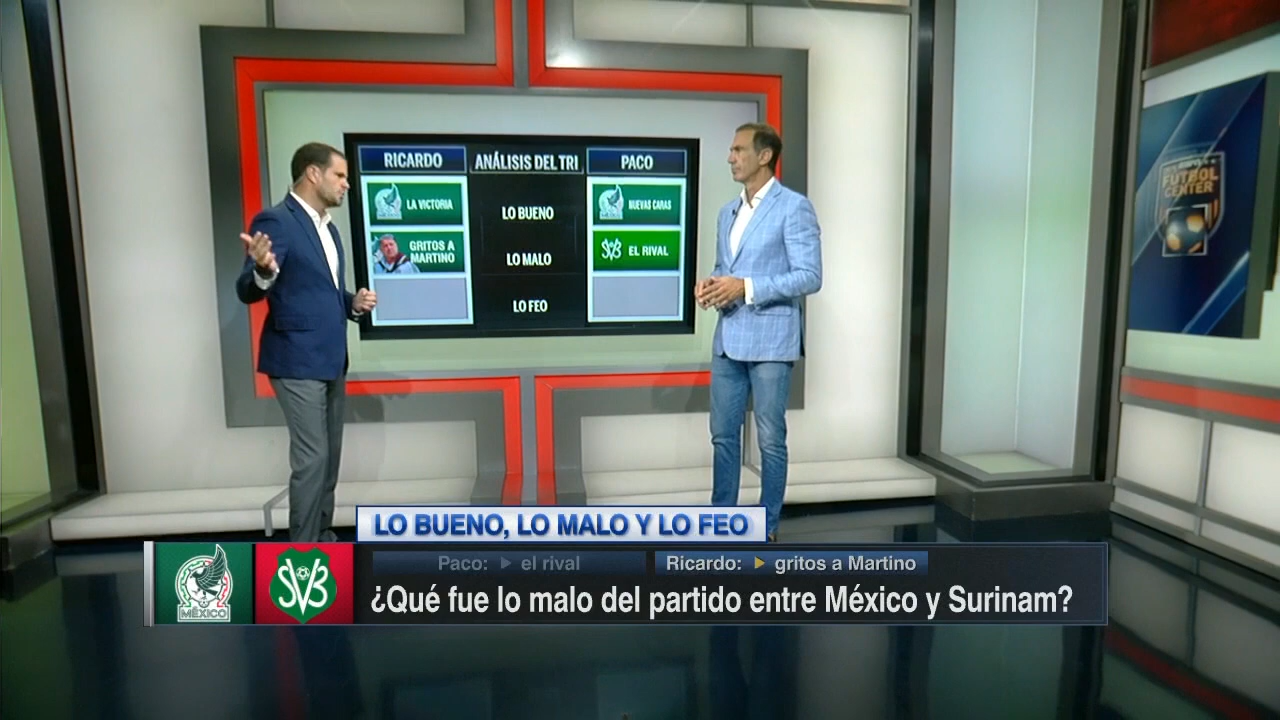 RICARDO
ANÁLISIS DEL TRI
PACO
LA VICTORIA
LO BUENO
NUEVAS CARAS
GRITOS A
MARTINO
LO MALO
SVB
EL RIVAL
LO FEO
FUTBOL
CENTER
LO BUENO, LO MALO Y LO FEO
MÉXICO
SVB
Paco: ▶ el rival
Ricardo: ▶ gritos a Martino
¿Qué fue lo malo del partido entre México y Surinam?